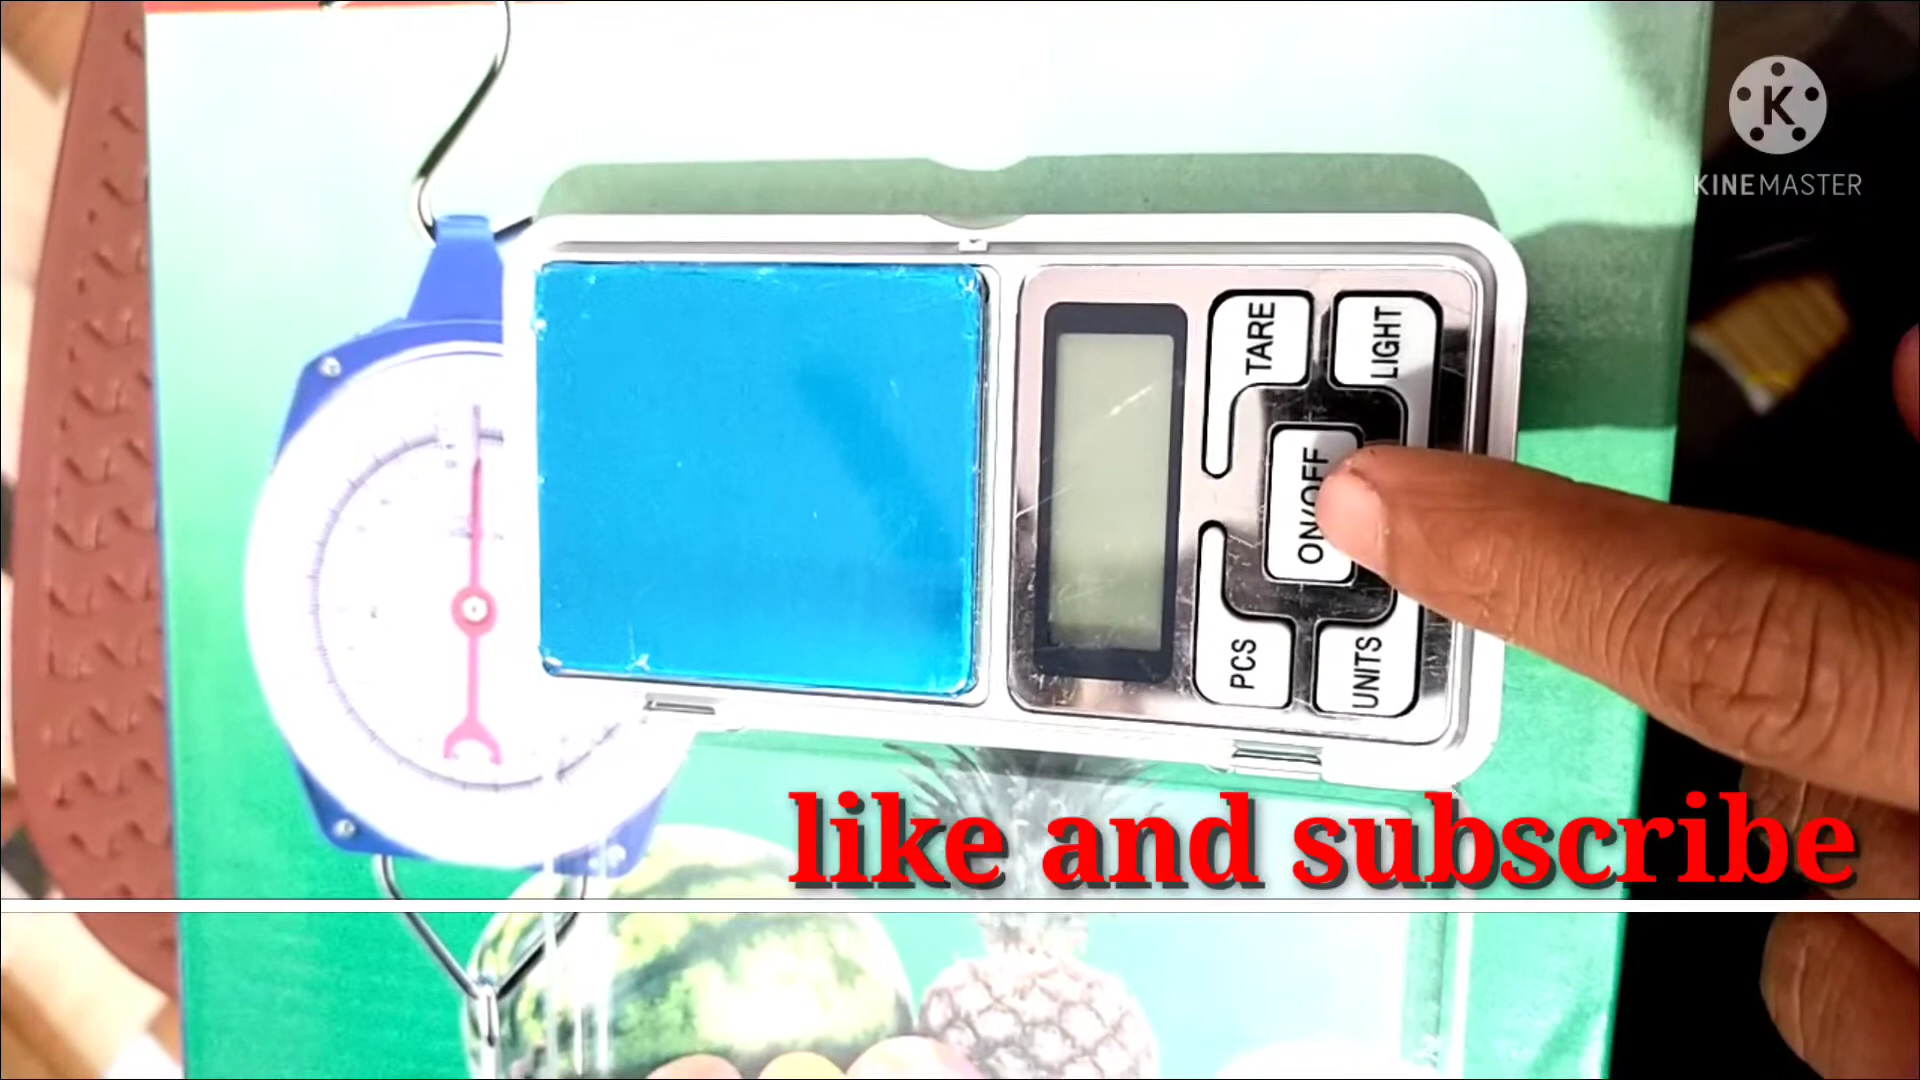 KINEMASTER
TARE
LIGHT
ON/OFF
PCS
UNITS
like and subscribe